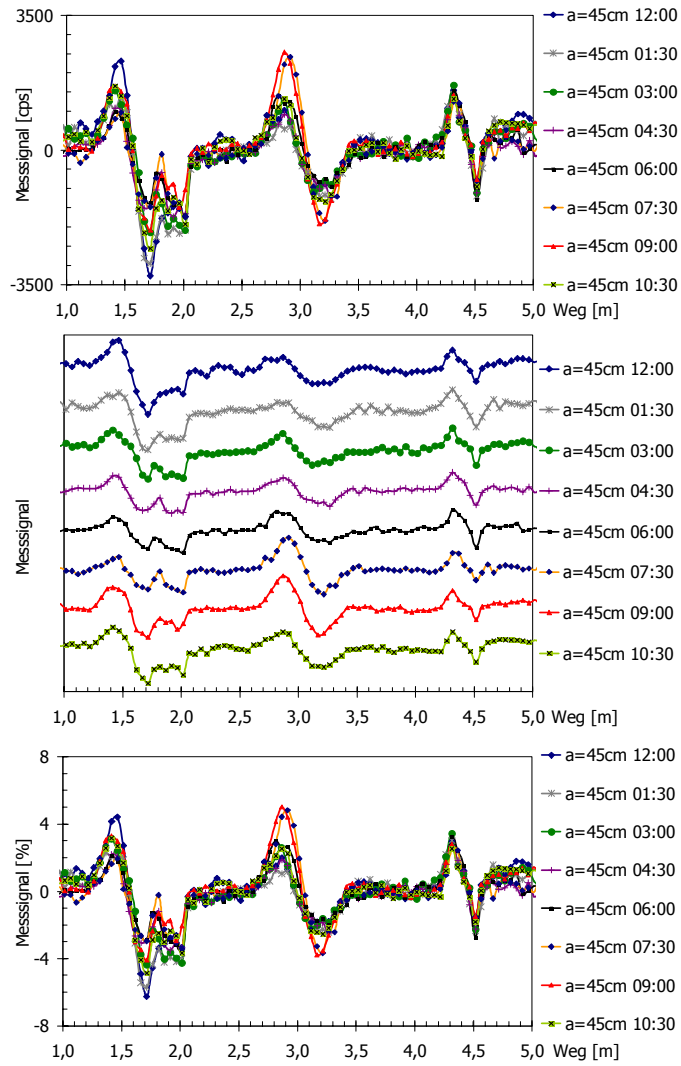 3500
0
-3500
Messsignal [cps]
1,0 1,5 2,0 2,5 3,0 3,5 4,0 4,5 5,0 Weg [m]
a=45cm 12:00
a=45cm 01:30
a=45cm 03:00
a=45cm 04:30
a=45cm 06:00
a=45cm 07:30
a=45cm 09:00
a=45cm 10:30
Messsignal
1,0 1,5 2,0 2,5 3,0 3,5 4,0 4,5 5,0 Weg [m]
a=45cm 12:00
a=45cm 01:30
a=45cm 03:00
a=45cm 04:30
a=45cm 06:00
a=45cm 07:30
a=45cm 09:00
a=45cm 10:30
8
4
0
-4
-8
Messsignal [%]
1,0 1,5 2,0 2,5 3,0 3,5 4,0 4,5 5,0 Weg [m]
a=45cm 12:00
a=45cm 01:30
a=45cm 03:00
a=45cm 04:30
a=45cm 06:00
a=45cm 07:30
a=45cm 09:00
a=45cm 10:30